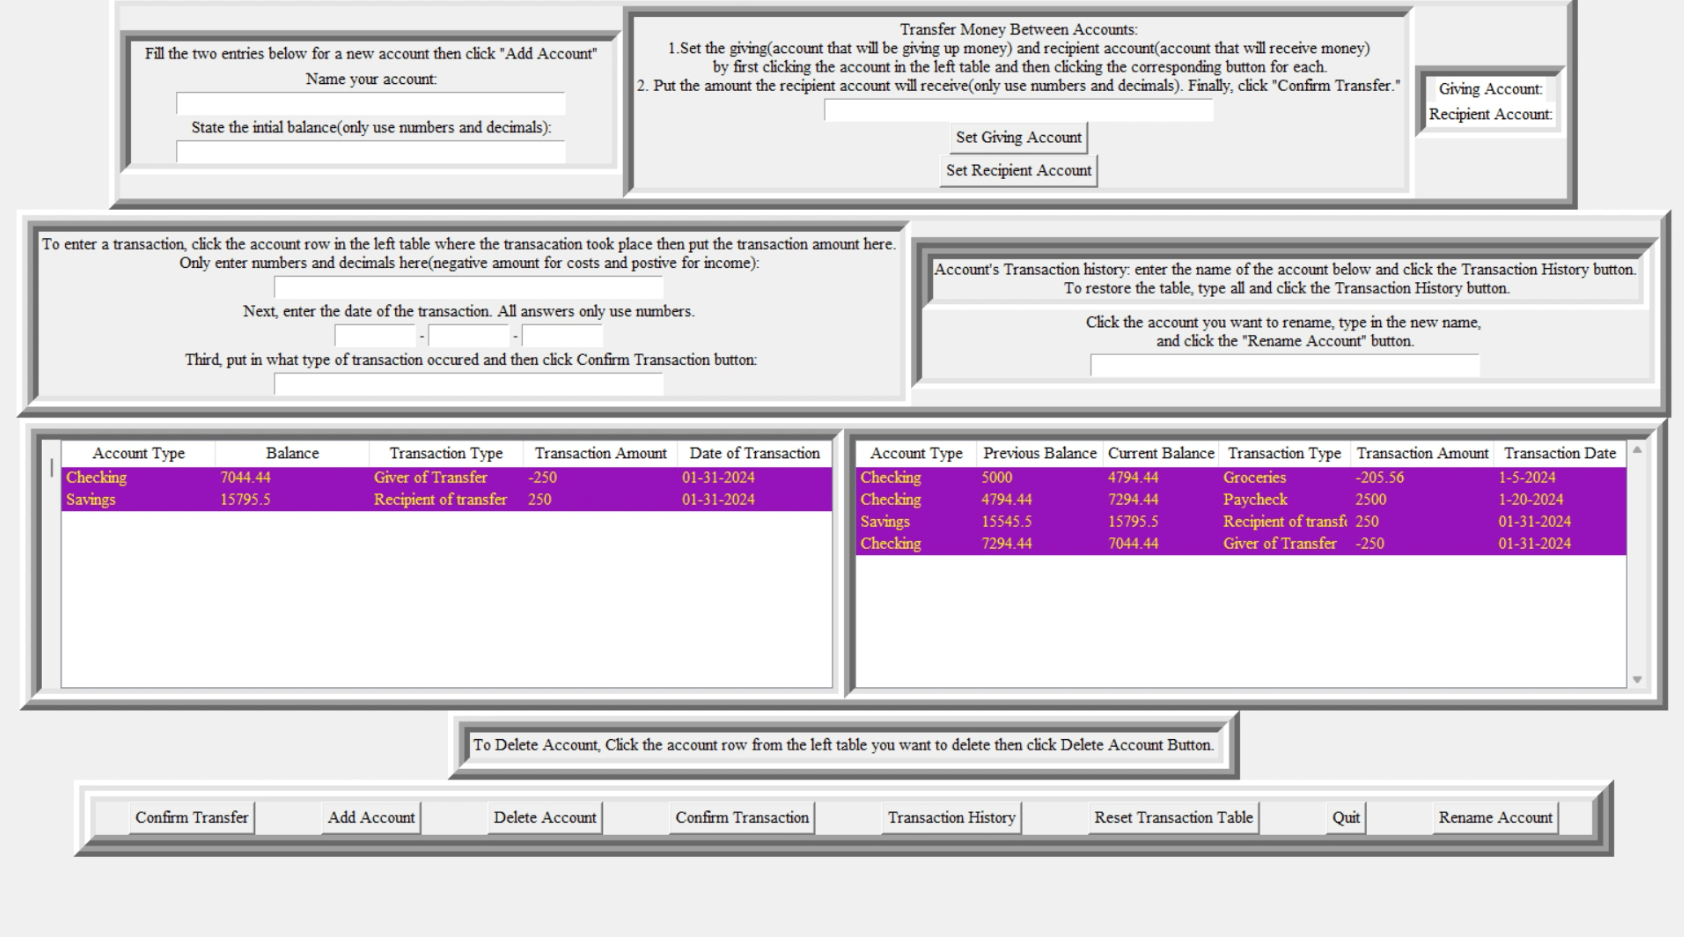 Fill the two entries below for a new account then click "Add Account"
Name your account:
State the intial balance(only use numbers and decimals):
Transfer Money Between Accounts:
1.Set the giving(account that will be giving up money) and recipient account(account that will receive money)
by first clicking the account in the left table and then clicking the corresponding button for each.
2. Put the amount the recipient account will receive(only use numbers and decimals). Finally, click "Confirm Transfer."
Set Giving Account
Set Recipient Account
Giving Account:
Recipient Account:
To enter a transaction, click the account row in the left table where the transacation took place then put the transaction amount here.
Only enter numbers and decimals here(negative amount for costs and postive for income):
Next, enter the date of the transaction. All answers only use numbers.
- -
Third, put in what type of transaction occured and then click Confirm Transaction button:
Account's Transaction history: enter the name of the account below and click the Transaction History button.
To restore the table, type all and click the Transaction History button.
Click the account you want to rename, type in the new name,
and click the "Rename Account" button.
Account Type Balance Transaction Type Transaction Amount Date of Transaction
Checking 7044.44 Giver of Transfer -250 01-31-2024
Savings 15795.5 Recipient of transfer 250 01-31-2024
Account Type Previous Balance Current Balance Transaction Type Transaction Amount Transaction Date
Checking 5000 4794.44 Groceries -205.56 1-5-2024
Checking 4794.44 7294.44 Paycheck 2500 1-20-2024
Savings 15545.5 15795.5 Recipient of transfe 250 01-31-2024
Checking 7294.44 7044.44 Giver of Transfer -250 01-31-2024
To Delete Account, Click the account row from the left table you want to delete then click Delete Account Button.
Confirm Transfer Add Account Delete Account Confirm Transaction Transaction History Reset Transaction Table Quit Rename Account